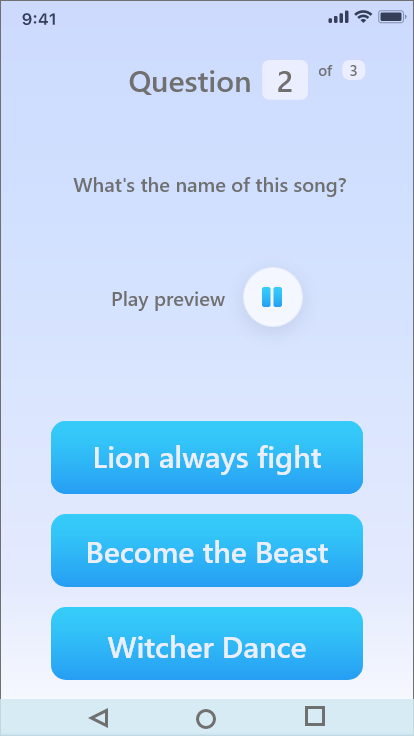 9:41
Question 2 of 3
What's the name of this song?
Play preview
Lion always fight
Become the Beast
Witcher Dance